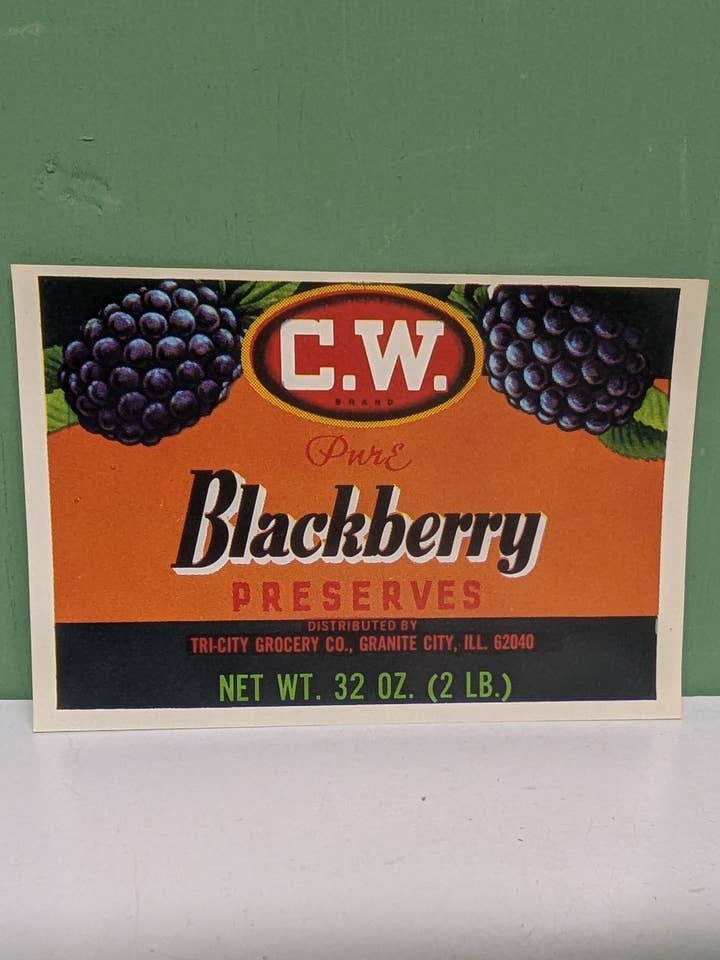 C.W.
BRAND
Pure
Blackberry
PRESERVES
DISTRIBUTED BY
TRI-CITY GROCERY CO., GRANITE CITY, ILL. 62040
NET WT. 32 OZ. (2 LB.)